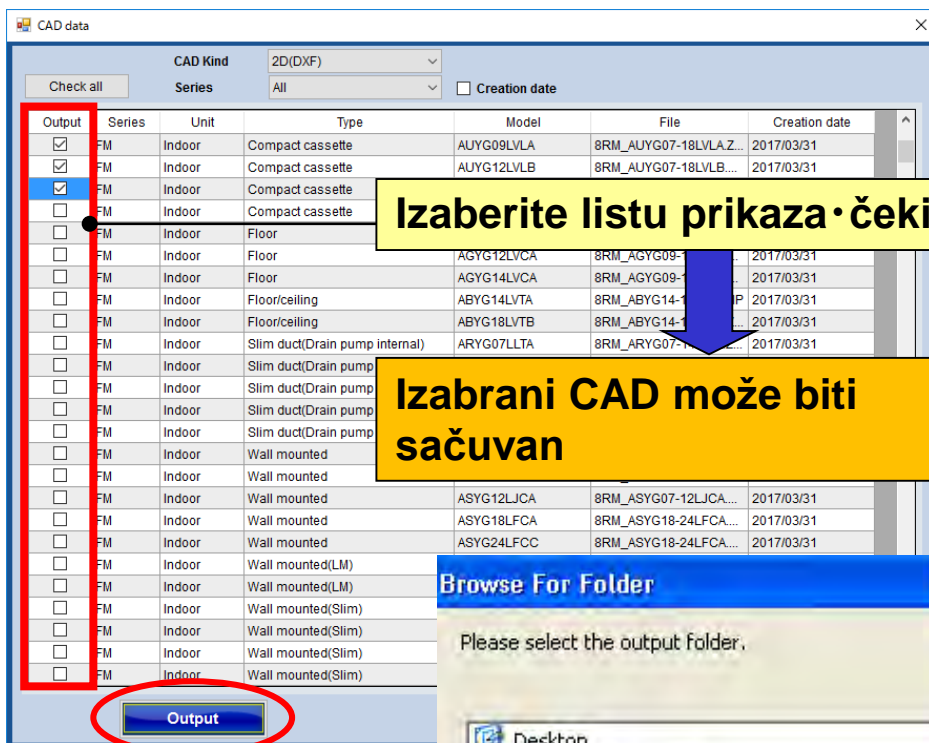 CAD data
CAD Kind 2D(DXF)
Check all Series All Creation date
Output Series Unit Type Model File Creation date
FM Indoor Compact cassette AUYG09LVLA 8RM_AUYG07-18LVLA.Z... 2017/03/31
FM Indoor Compact cassette AUYG12LVLB 8RM_AUYG07-18LVLB.... 2017/03/31
FM Indoor Compact cassette
FM Indoor Compact cassette
Izaberite listu prikaza・čeki
FM Indoor Floor
FM Indoor Floor AGYG12LVCA 8RM_AGYG09- 2017/03/31
FM Indoor Floor AGYG14LVCA 8RM_AGYG09- 2017/03/31
FM Indoor Floor/ceiling ABYG14LVTA 8RM_ABYG14- 2017/03/31
FM Indoor Floor/ceiling ABYG18LVTB 8RM_ABYG14- 2017/03/31
FM Indoor Slim duct(Drain pump internal) ARYG07LLTA 8RM_ARYG07- 2017/03/31
FM Indoor Slim duct(Drain pump
FM Indoor Slim duct(Drain pump
FM Indoor Slim duct(Drain pump
FM Indoor Slim duct(Drain pump
Izabrani CAD može biti
sačuvan
FM Indoor Wall mounted
FM Indoor Wall mounted
FM Indoor Wall mounted ASYG12LJCA 8RM_ASYG07-12LJCA.... 2017/03/31
FM Indoor Wall mounted ASYG18LFCA 8RM_ASYG18-24LFCA.... 2017/03/31
FM Indoor Wall mounted ASYG24LFCC 8RM_ASYG18-24LFCA.... 2017/03/31
FM Indoor Wall mounted(LM)
FM Indoor Wall mounted(LM)
FM Indoor Wall mounted(Slim)
FM Indoor Wall mounted(Slim)
FM Indoor Wall mounted(Slim)
FM Indoor Wall mounted(Slim)
Output
Browse For Folder
Please select the output folder.
Desktop